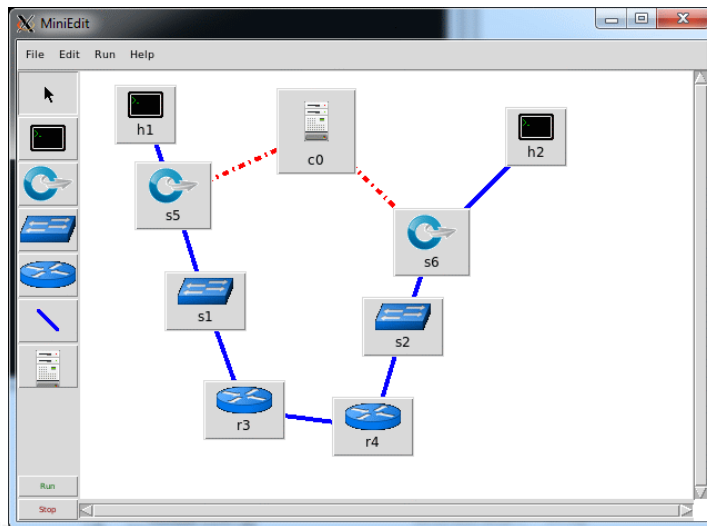 MiniEdit
File Edit Run Help
h1
c0
h2
s5
s6
s1
s2
r3
r4
Run
Stop